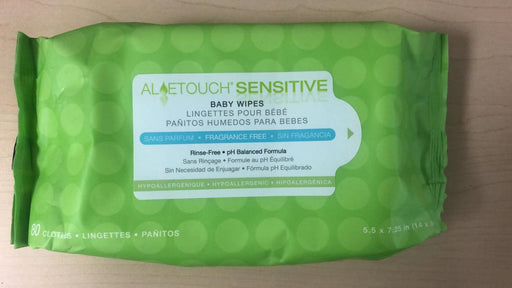 ALOETOUCH® SENSITIVE
BABY WIPES
LINGETTES POUR BÉBÉ
PAÑITOS HUMEDOS PARA BEBES
SANS PARFUM • FRAGRANCE FREE • SIN FRAGANCIA
Rinse-Free • pH Balanced Formula
Sans Rinçage • Formule au pH Équilibré
Sin Necesidad de Enjuagar • Fórmula pH Equilibrado
HYPOALLERGÉNIQUE • HYPOALLERGENIC • HIPOALERGÉNICA
80 CLOTHS • LINGETTES • PAÑITOS
5.5 x 7.25 in (14 x